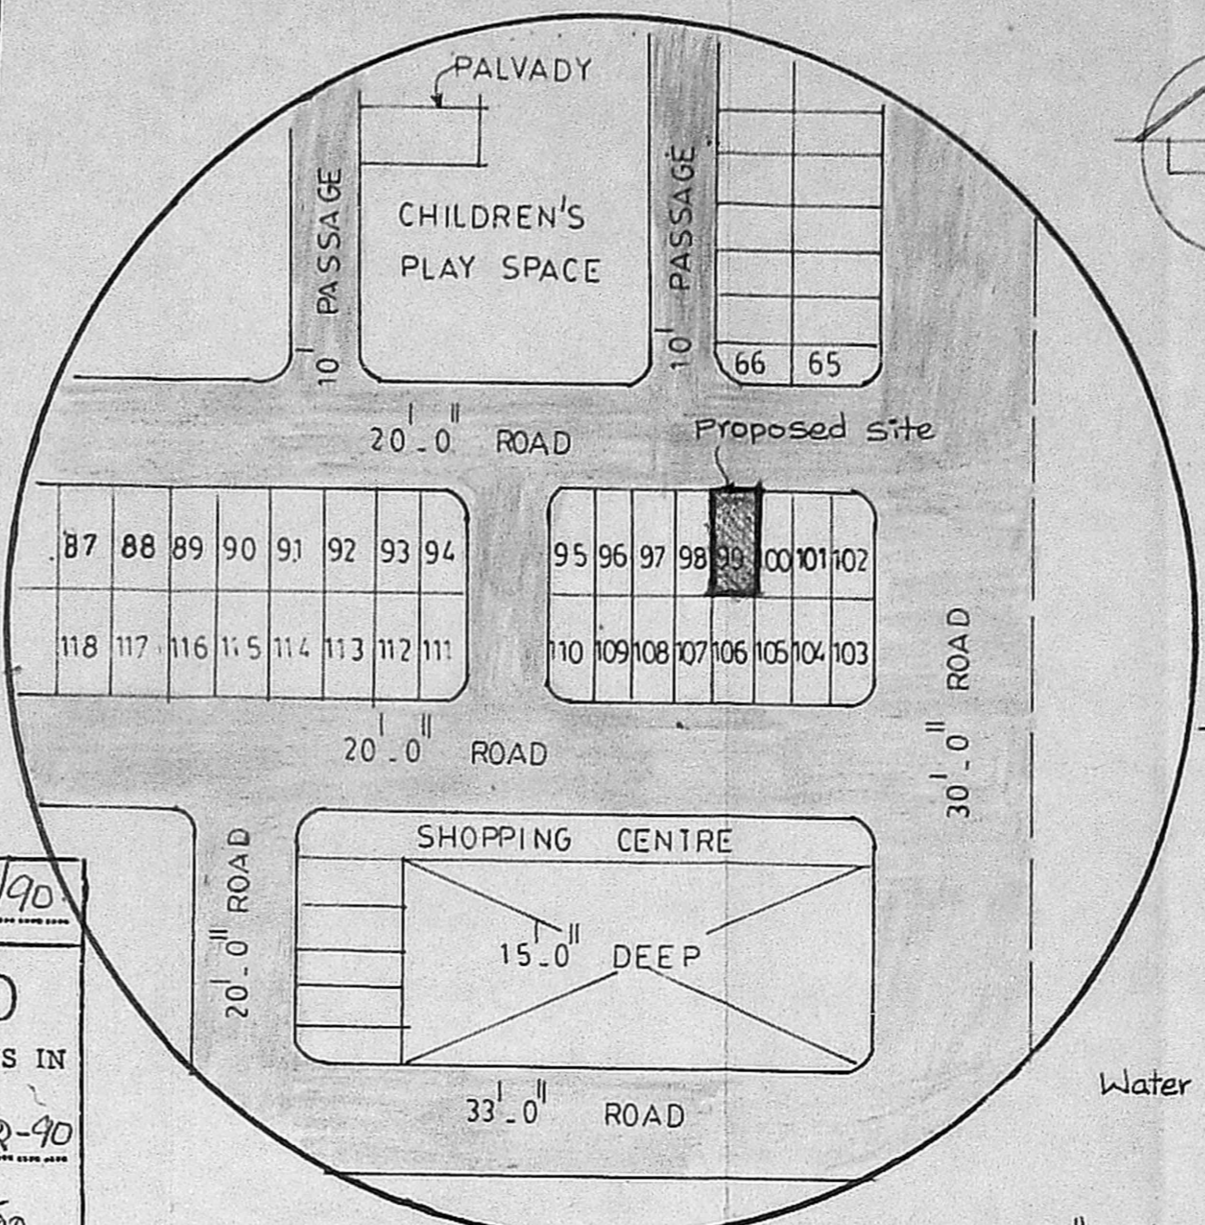 PALVADY
10' PASSAGE
CHILDREN'S
PLAY SPACE
10' PASSAGE
66 65
20'-0" ROAD
Proposed site
87 88 89 90 91 92 93 94
95 96 97 98 99 100 101 102
118 117 116 115 114 113 112 111
110 109 108 107 106 105 104 103
30'-0" ROAD
20'-0" ROAD
SHOPPING CENTRE
20'-0" ROAD
15'-0" DEEP
33'-0" ROAD
/90
S IN
-90
Water